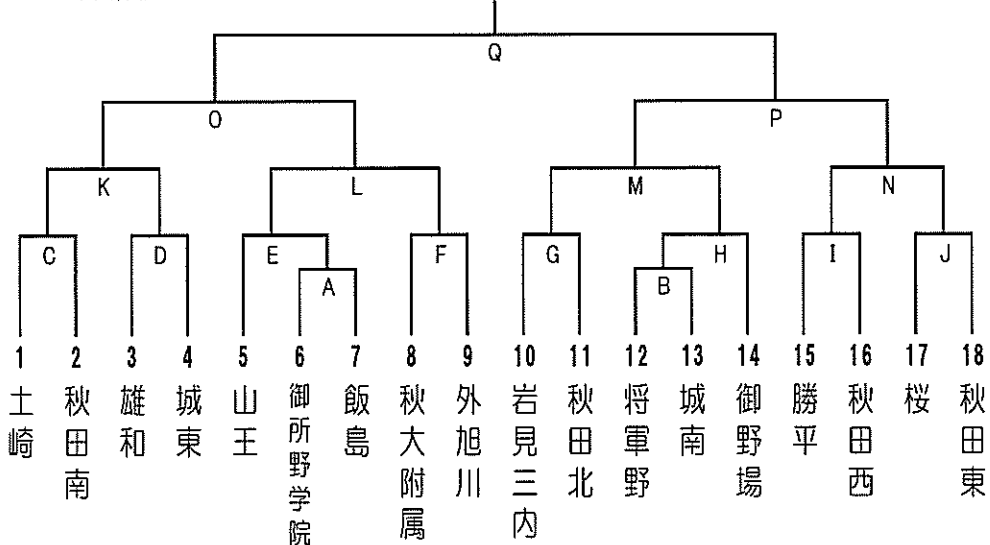 Q
O P
K L M N
C D E F G H I J
A B
1 2 3 4 5 6 7 8 9 10 11 12 13 14 15 16 17 18
土崎
秋田南
雄和
城東
山王
御所野学院
飯島
秋大附属
外旭川
岩見三内
秋田北
将軍野
城南
御野場
勝平
秋田西
桜
秋田東